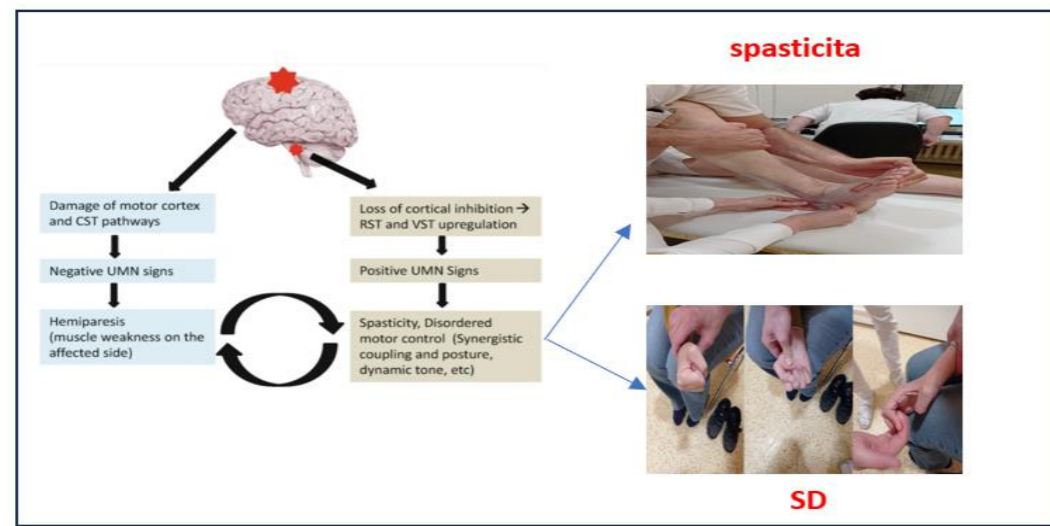 spasticita
Damage of motor cortex
and CST pathways
Negative UMN signs
Hemiparesis
(muscle weakness on the
affected side)
Loss of cortical inhibition →
RST and VST upregulation
Positive UMN Signs
Spasticity, Disordered
motor control (Synergistic
coupling and posture,
dynamic tone, etc)
SD